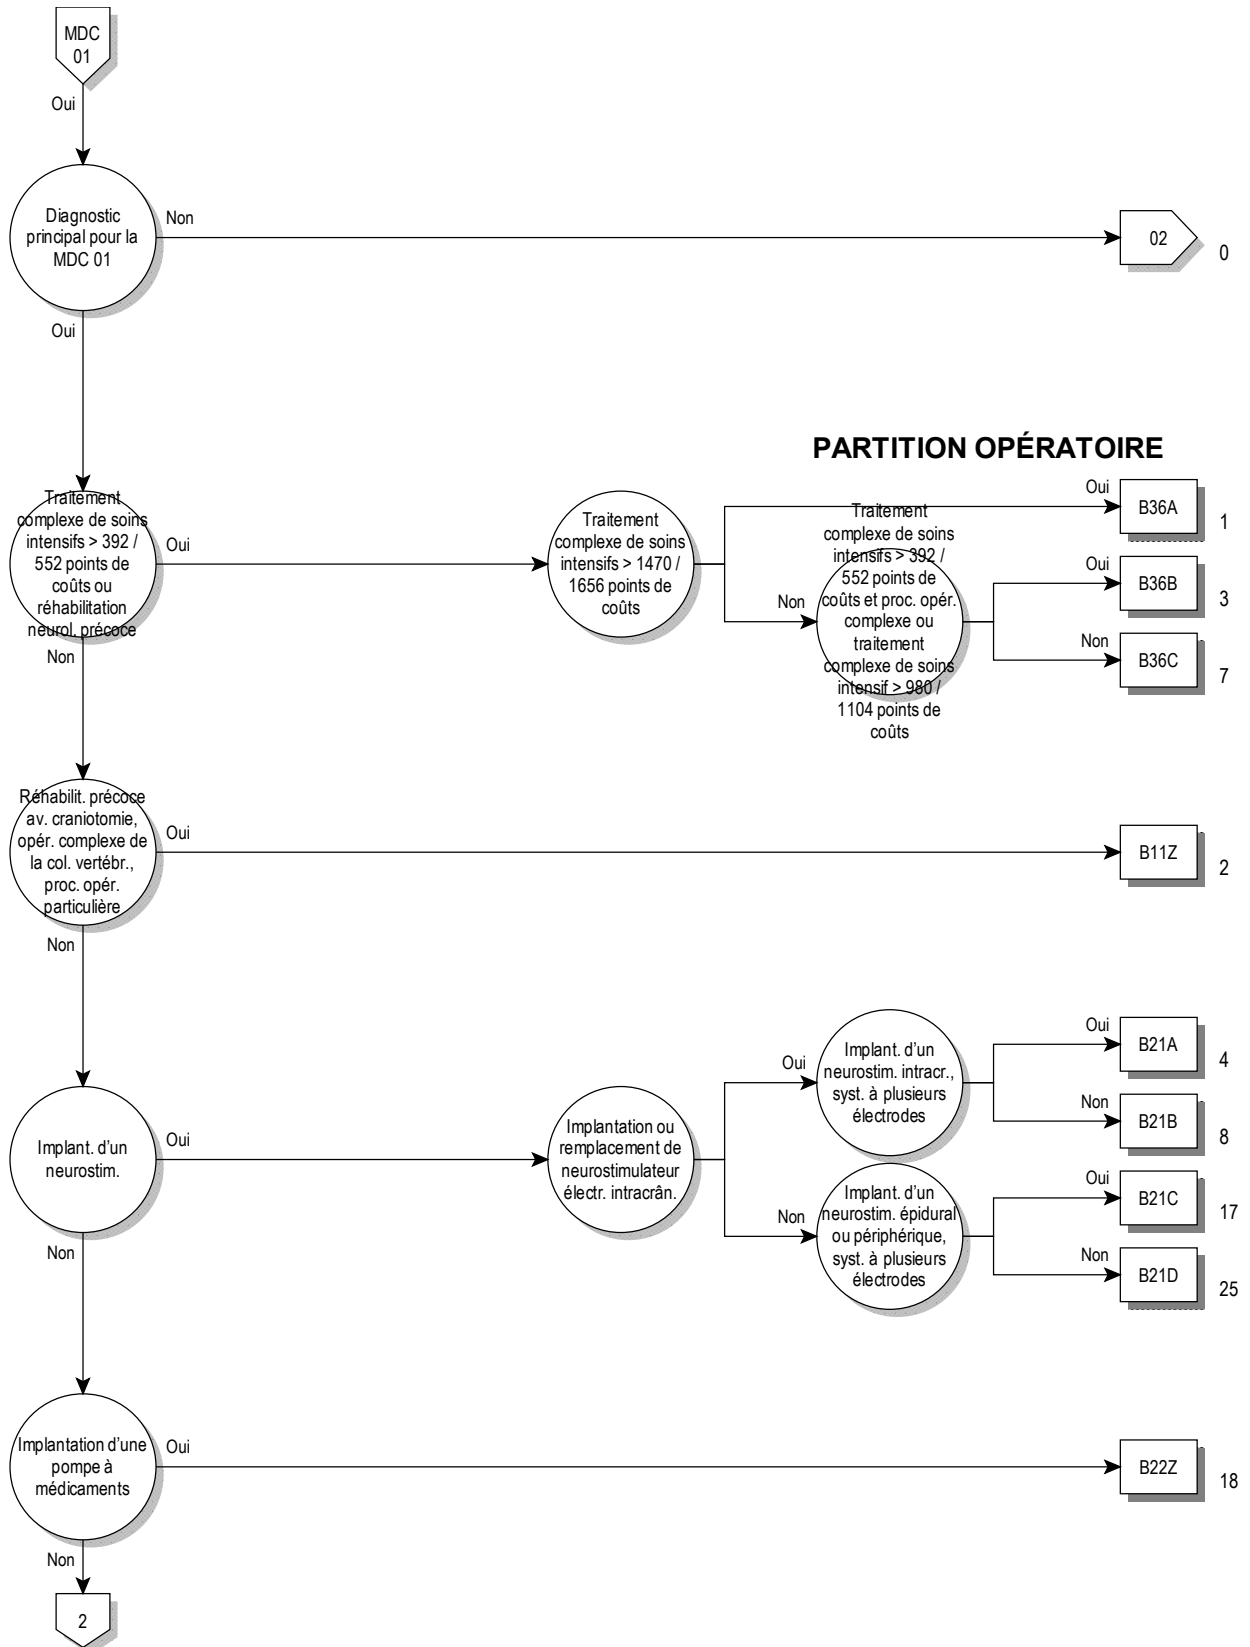 MDC
01
Oui
Diagnostic
principal pour la
MDC 01
Non
02
0
Oui
PARTITION OPÉRATOIRE
Traitement
complexe de soins
intensifs > 392 /
552 points de
coûts ou
réhabilitation
neurol. précoce
Oui
Traitement
complexe de soins
intensifs > 1470 /
1656 points de
coûts
Oui
B36A
1
Non
Traitement
complexe de soins
intensifs > 392 /
552 points de
coûts et proc. opér.
complexe ou
traitement
complexe de soins
intensif > 980 /
1104 points de
coûts
Oui
B36B
3
Non
B36C
7
Non
Réhabilit. précoce
av. craniotomie,
opér. complexe de
la col. vertébr.,
proc. opér.
particulière
Oui
B11Z
2
Non
Implant. d'un
neurostim.
Oui
Implantation ou
remplacement de
neurostimulateur
électr. intracrân.
Oui
Implant. d'un
neurostim. intracr.,
syst. à plusieurs
électrodes
Oui
B21A
4
Non
B21B
8
Non
Implant. d'un
neurostim. épidural
ou périphérique,
syst. à plusieurs
électrodes
Oui
B21C
17
Non
B21D
25
Non
Implantation d'une
pompe à
médicaments
Oui
B22Z
18
Non
2